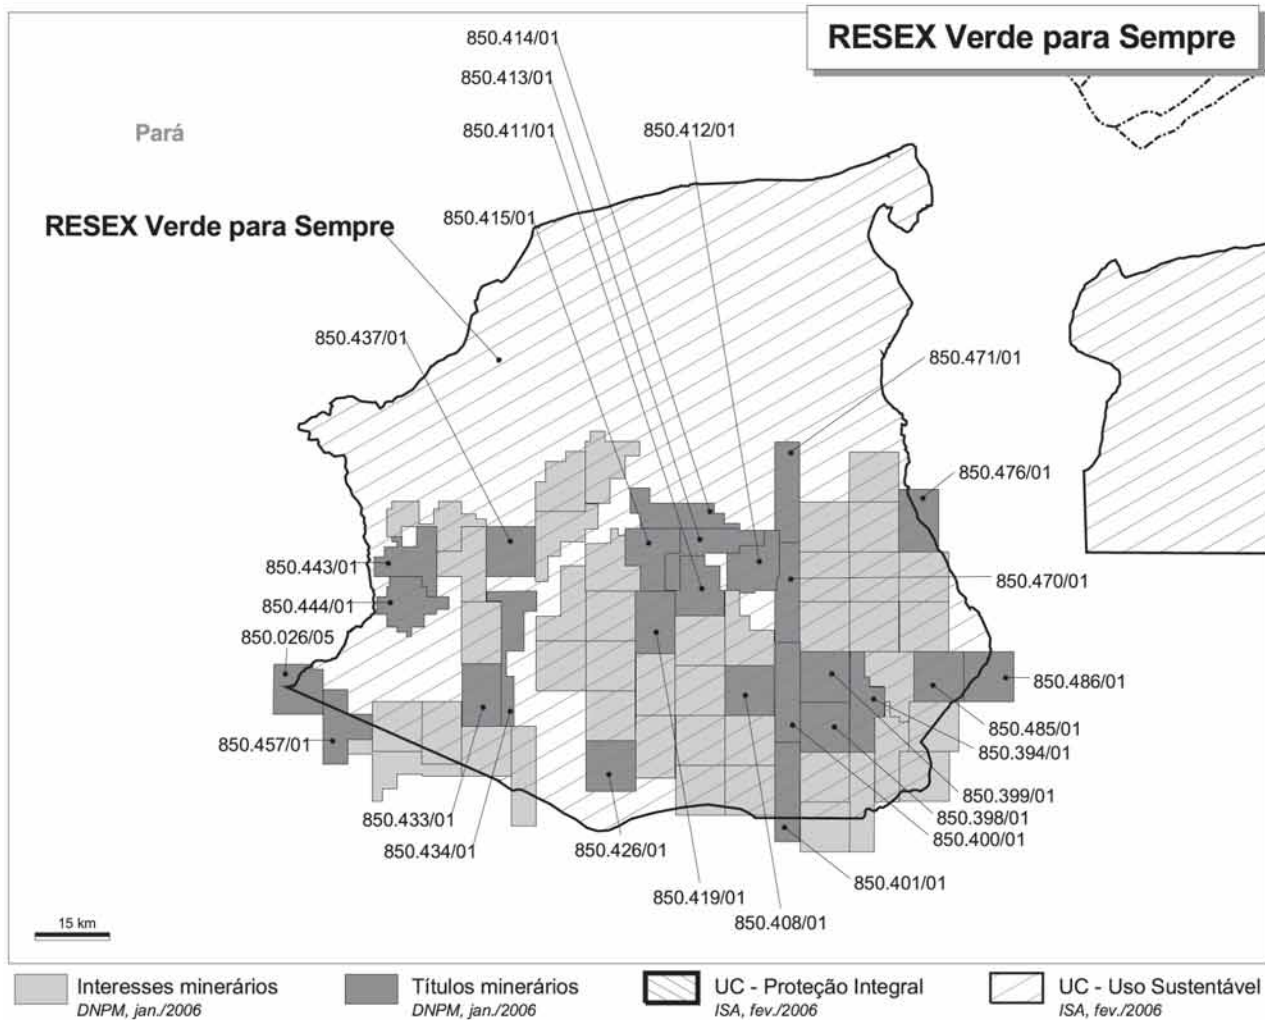 RESEX Verde para Sempre
850.414/01
850.413/01
850.411/01
850.412/01
Pará
850.415/01
RESEX Verde para Sempre
850.437/01
850.471/01
850.476/01
850.443/01
850.470/01
850.444/01
850.026/05
850.486/01
850.485/01
850.457/01
850.394/01
850.399/01
850.433/01
850.398/01
850.400/01
850.434/01
850.426/01
850.401/01
850.419/01
850.408/01
15 km
Interesses minerários
DNPM, jan./2006
Títulos minerários
DNPM, jan./2006
UC - Proteção Integral
ISA, fev./2006
UC - Uso Sustentável
ISA, fev./2006